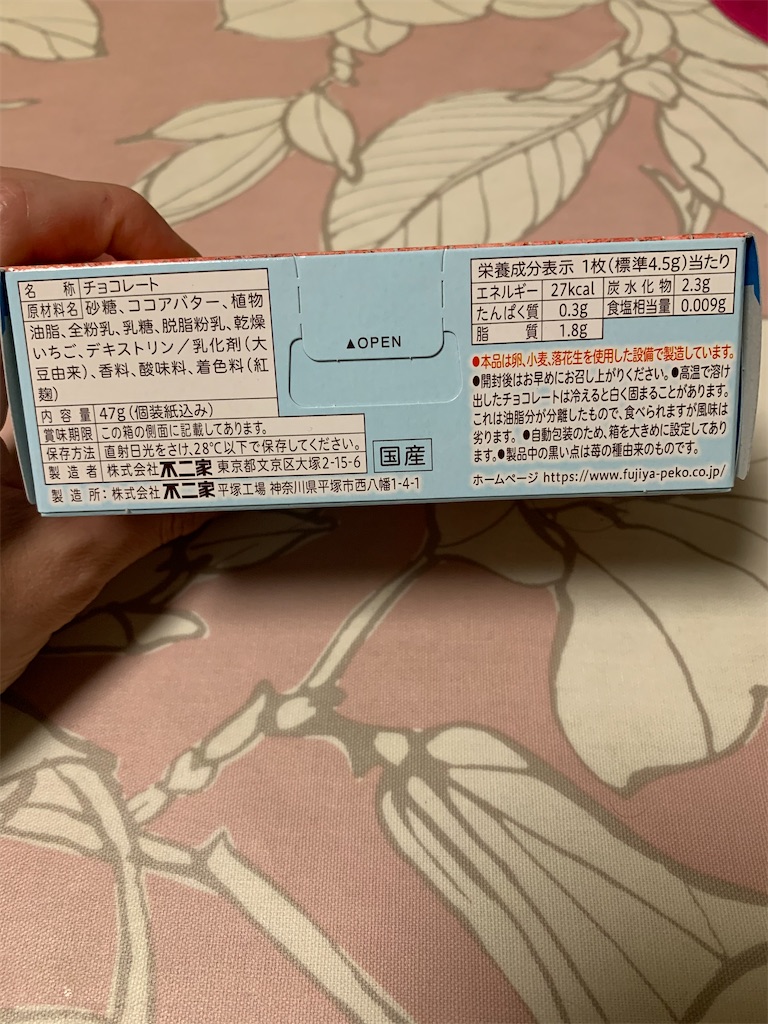 名 称 チョコレート
原材料名 砂糖、ココアバター、植物
油脂、全粉乳、乳糖、脱脂粉乳、乾燥
いちご、デキストリン／乳化剤(大
豆由来)、香料、酸味料、着色料(紅
麹)
内 容 量 47g(個装紙込み)
賞味期限 この箱の側面に記載してあります。
保存方法 直射日光をさけ、28℃以下で保存してください。
製 造 者 株式会社不二家 東京都文京区大塚2-15-6
製 造 所：株式会社不二家 平塚工場 神奈川県平塚市西八幡1-4-1
▲OPEN
国産
栄養成分表示 1枚(標準4.5g)当たり
エネルギー 27kcal 炭水化物 2.3g
たんぱく質 0.3g 食塩相当量 0.009g
脂 質 1.8g
●本品は卵、小麦、落花生を使用した設備で製造しています。
●開封後はお早めにお召し上がりください。●高温で溶け
出したチョコレートは冷えると白く固まることがあります。
これは油脂分が分離したもので、食べられますが風味は
劣ります。●自動包装のため、箱を大きめに設定してあり
ます。●製品中の黒い点は苺の種由来のものです。
ホームページ https://www.fujiya-peko.co.jp/